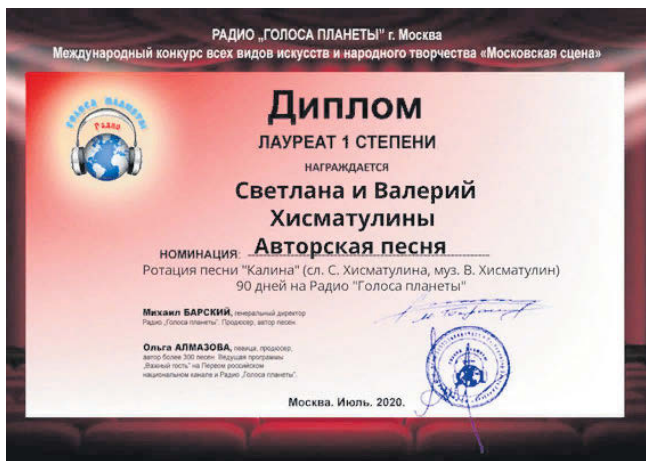 РАДИО „ГОЛОСА ПЛАНЕТЫ" г. Москва
Международный конкурс всех видов искусств и народного творчества «Московская сцена»
ГОЛОСА ПЛАНЕТЫ
Радио
Диплом
ЛАУРЕАТ 1 СТЕПЕНИ
НАГРАЖДАЕТСЯ
Светлана и Валерий
Хисматулины
НОМИНАЦИЯ: Авторская песня
Ротация песни "Калина" (сл. С. Хисматулина, муз. В. Хисматулин)
90 дней на Радио "Голоса планеты"
Михаил БАРСКИЙ, генеральный директор
Радио „Голоса планеты". Продюсер, автор песен.
Ольга АЛМАЗОВА, певица, продюсер,
автор более 300 песен. Ведущая программы
„Важный гость" на Первом российском
национальном канале и Радио „Голоса планеты".
Москва. Июль. 2020.